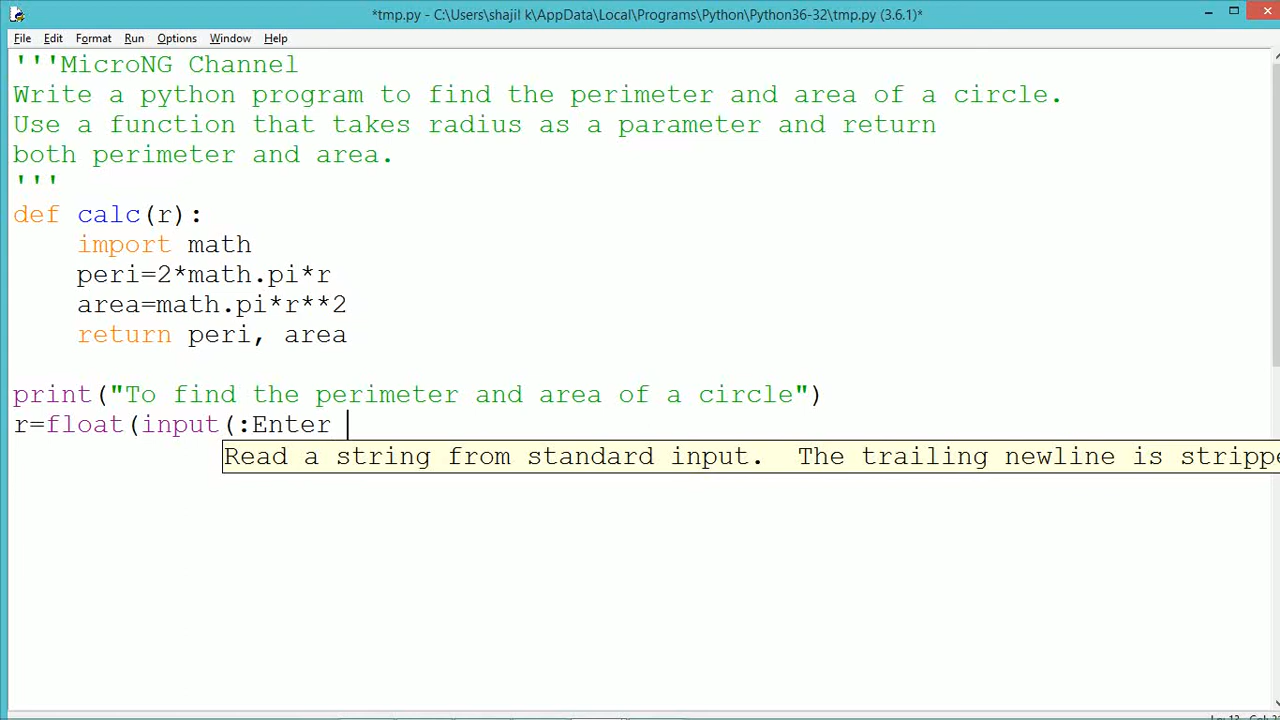 *tmp.py - C:\Users\shajil k\AppData\Local\Programs\Python\Python36-32\tmp.py (3.6.1)*
File Edit Format Run Options Window Help
'''MicroNG Channel
Write a python program to find the perimeter and area of a circle.
Use a function that takes radius as a parameter and return
both perimeter and area.
'''
def calc(r):
    import math
    peri=2*math.pi*r
    area=math.pi*r**2
    return peri, area
print("To find the perimeter and area of a circle")
r=float(input(:Enter
Read a string from standard input.  The trailing newline is strippe